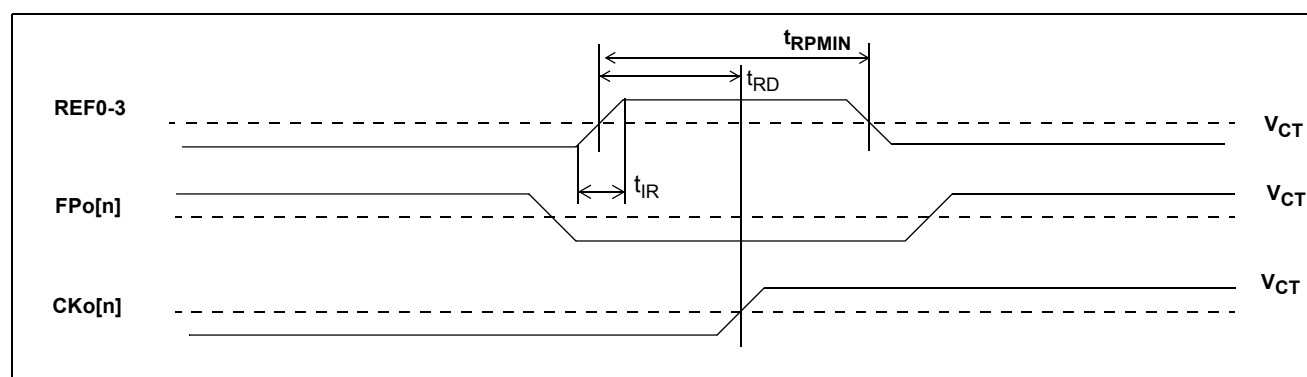 tRPMIN
tRD
REF0-3
VCT
tIR
FPo[n]
VCT
CKo[n]
VCT